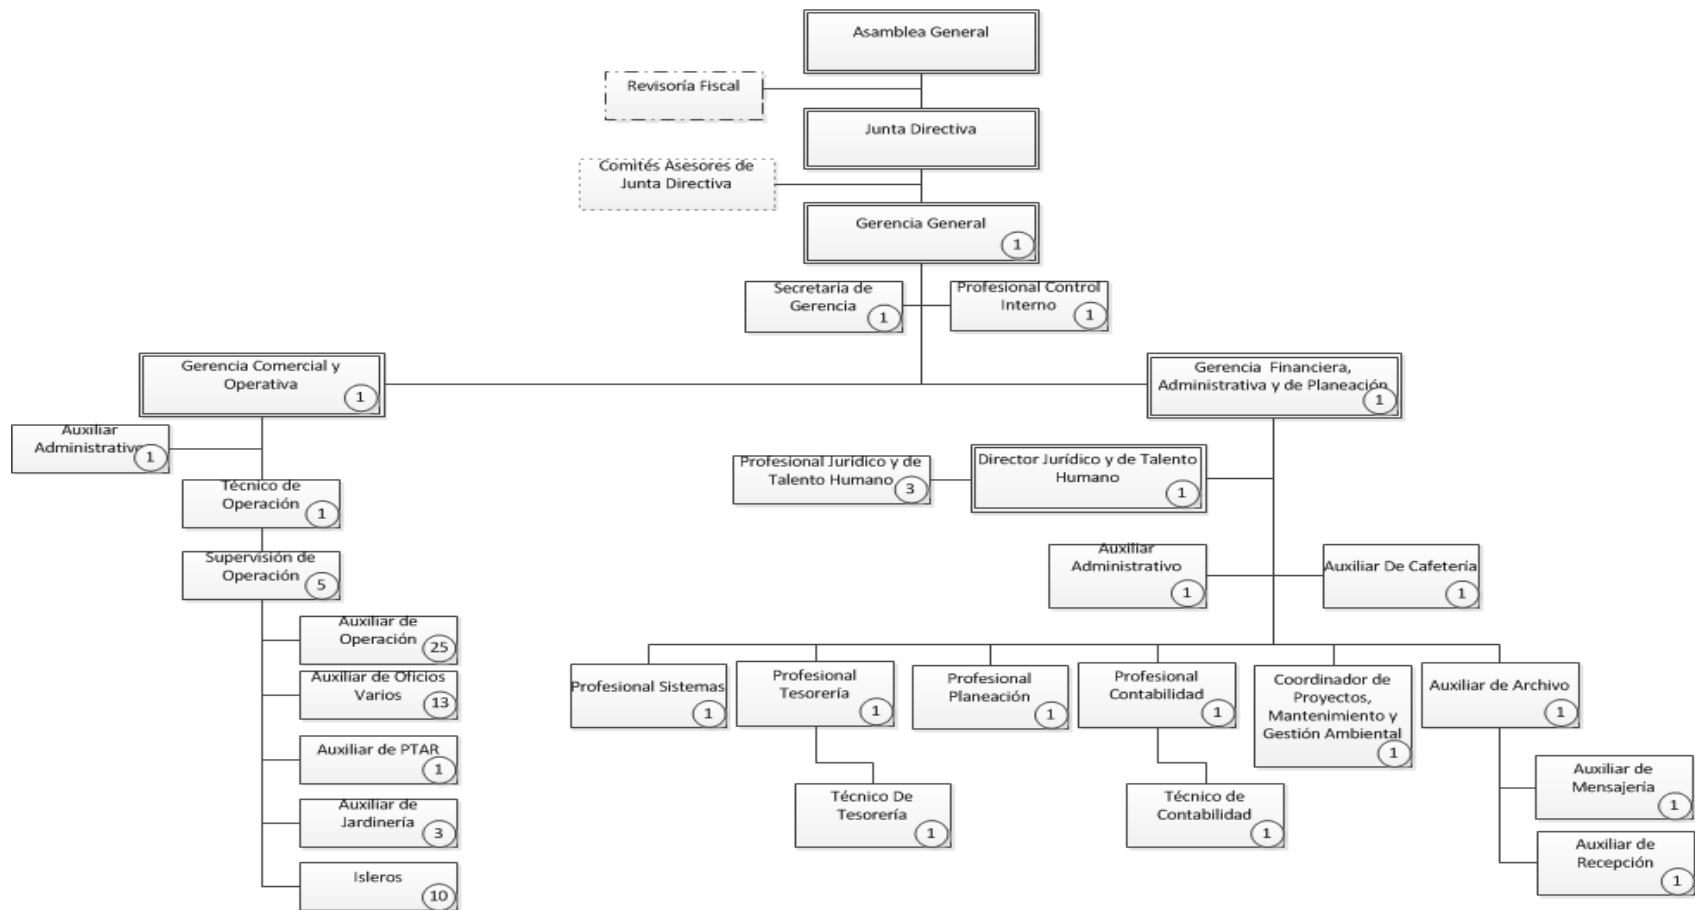 Asamblea General
Revisoría Fiscal
Junta Directiva
Comités Asesores de
Junta Directiva
Gerencia General
1
Secretaria de
Gerencia
1
Profesional Control
Interno
1
Gerencia Comercial y
Operativa
1
Gerencia Financiera,
Administrativa y de Planeación
1
Auxiliar
Administrativo
1
Técnico de
Operación
1
Supervisión de
Operación
5
Auxiliar de
Operación
25
Auxiliar de Oficios
Varios
13
Auxiliar de PTAR
1
Auxiliar de
Jardinería
3
Isleros
10
Profesional Jurídico y de
Talento Humano
3
Director Jurídico y de Talento
Humano
1
Auxiliar
Administrativo
1
Auxiliar De Cafetería
1
Profesional Sistemas
1
Profesional
Tesorería
1
Profesional
Planeación
1
Profesional
Contabilidad
1
Coordinador de
Proyectos,
Mantenimiento y
Gestión Ambiental
1
Auxiliar de Archivo
1
Técnico De
Tesorería
1
Técnico de
Contabilidad
1
Auxiliar de
Mensajería
1
Auxiliar de
Recepción
1